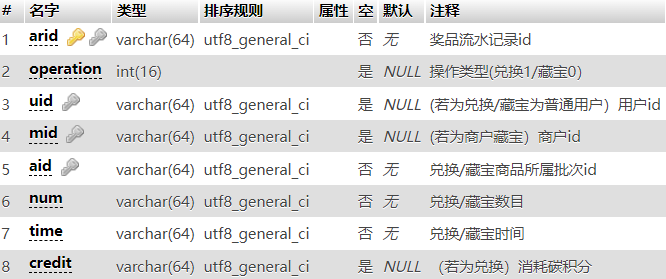 # 名字 类型 排序规则 属性 空 默认 注释
1 arid varchar(64) utf8_general_ci 否 无 奖品流水记录id
2 operation int(16) 是 NULL 操作类型(兑换1/藏宝0)
3 uid varchar(64) utf8_general_ci 是 NULL (若为兑换/藏宝为普通用户）用户id
4 mid varchar(64) utf8_general_ci 是 NULL (若为商户藏宝）商户id
5 aid varchar(64) utf8_general_ci 否 无 兑换/藏宝商品所属批次id
6 num varchar(64) utf8_general_ci 否 无 兑换/藏宝数目
7 time varchar(64) utf8_general_ci 否 无 兑换/藏宝时间
8 credit varchar(64) utf8_general_ci 是 NULL （若为兑换）消耗碳积分